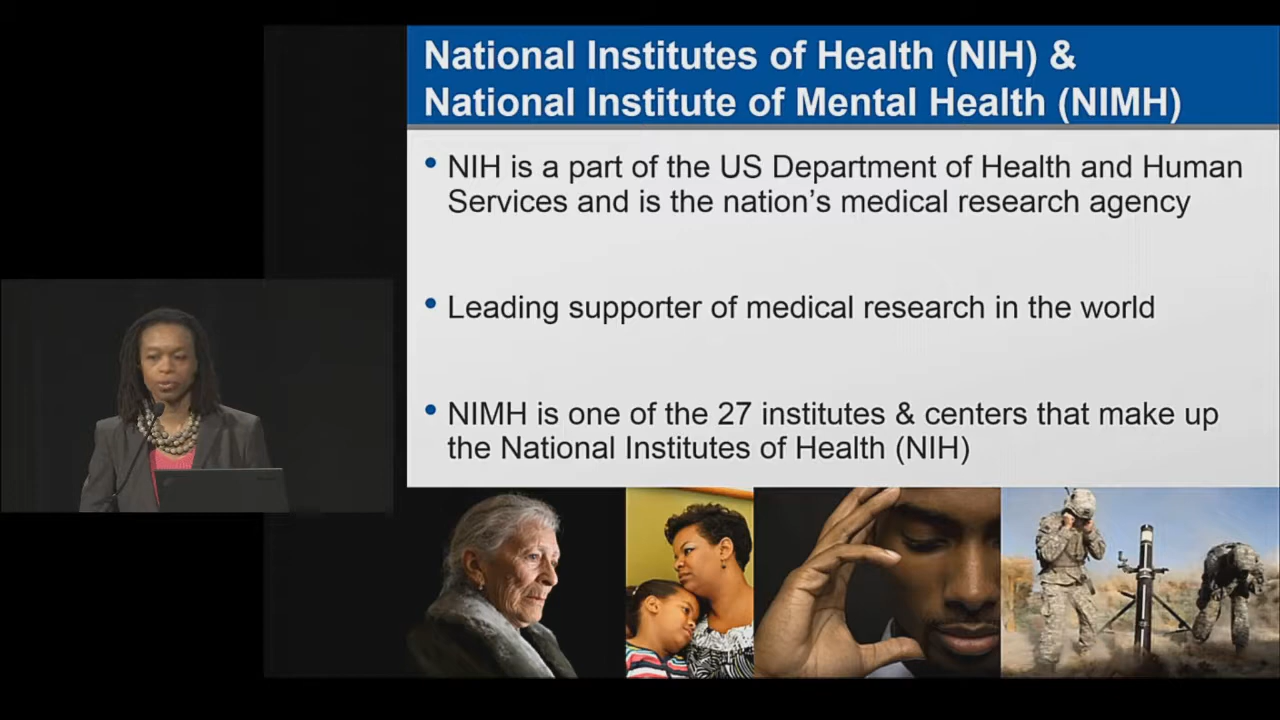 National Institutes of Health (NIH) &
National Institute of Mental Health (NIMH)
• NIH is a part of the US Department of Health and Human
Services and is the nation's medical research agency
• Leading supporter of medical research in the world
• NIMH is one of the 27 institutes & centers that make up
the National Institutes of Health (NIH)